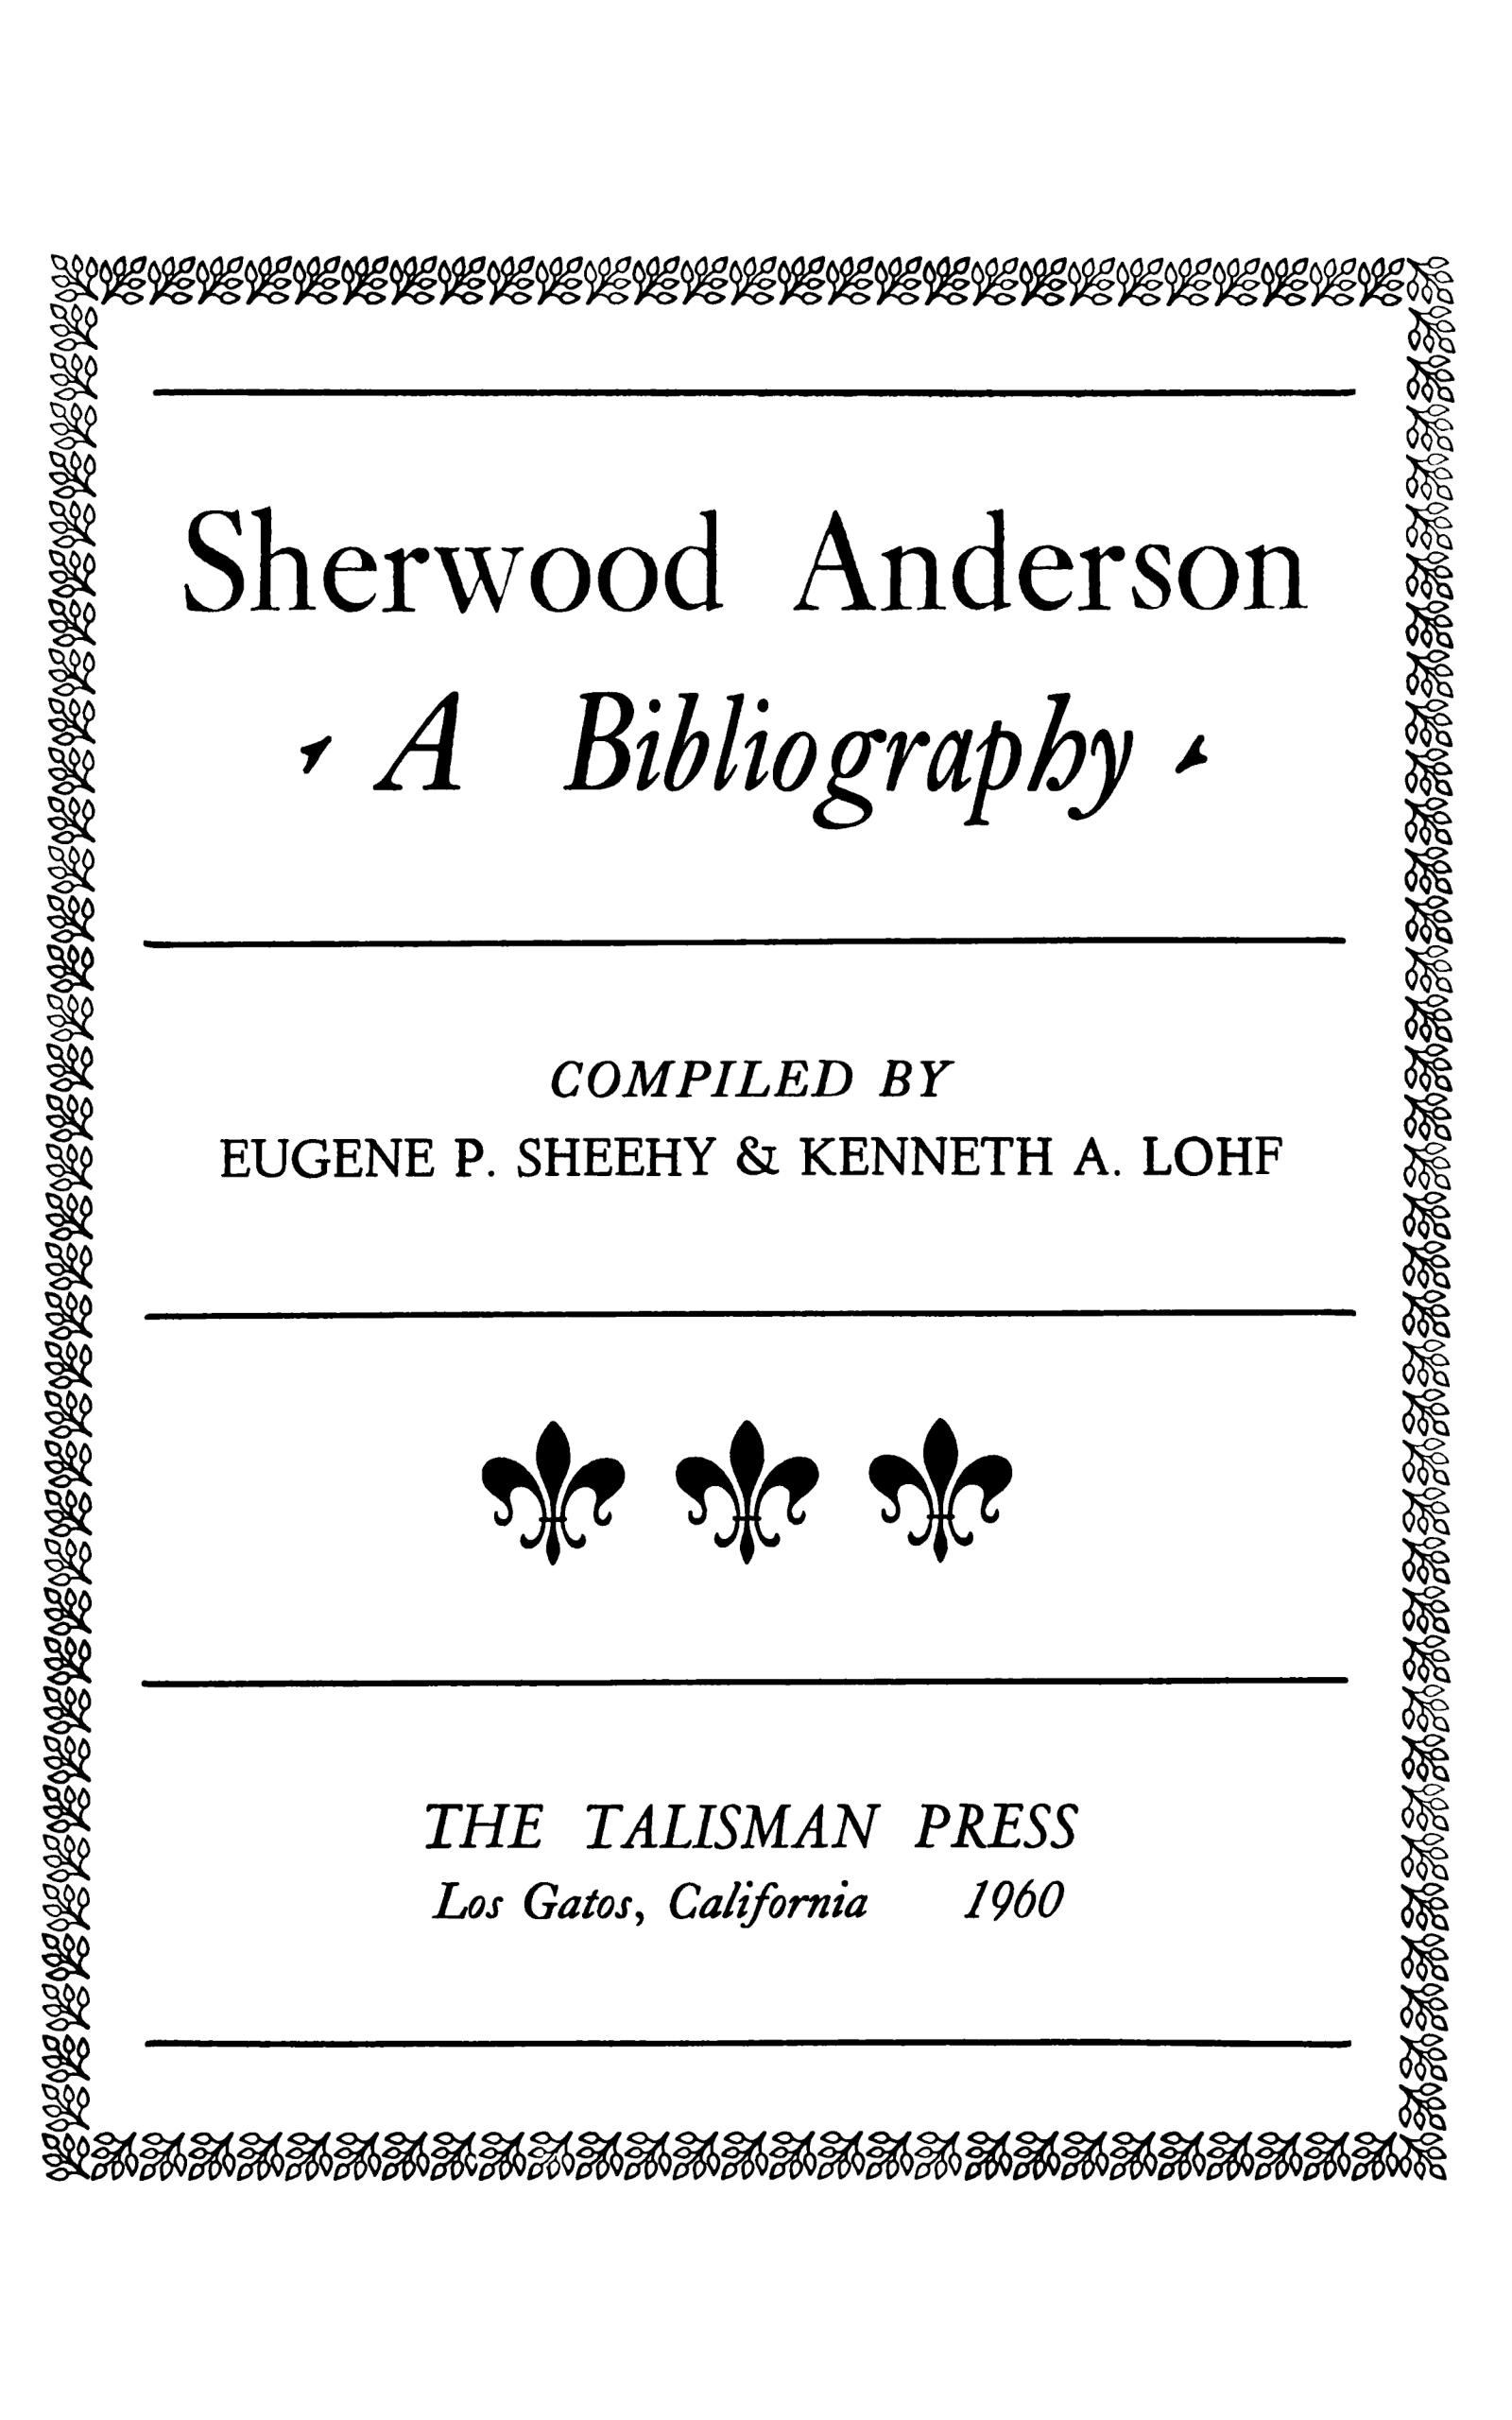 Sherwood Anderson
A Bibliography
COMPILED BY
EUGENE P. SHEEHY & KENNETH A. LOHF
THE TALISMAN PRESS
Los Gatos, California 1960